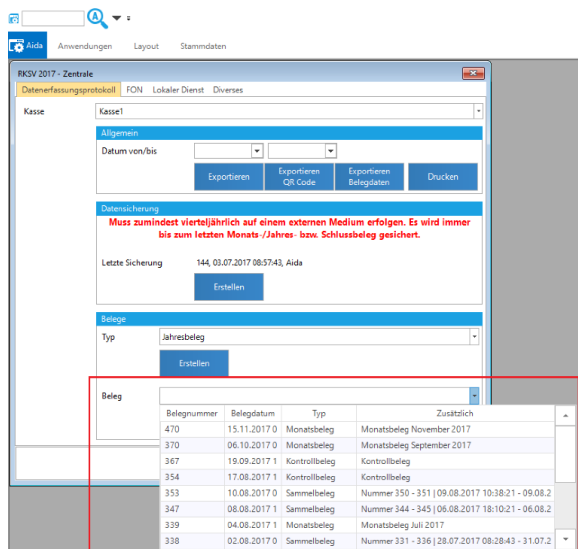 A
Aida Anwendungen Layout Stammdaten
RKSV 2017 - Zentrale
Datenerfassungsprotokoll FON Lokaler Dienst Diverses
Kasse Kasse1
Allgemein
Datum von/bis
Exportieren Exportieren QR Code Exportieren Belegdaten Drucken
Datensicherung
Muss zumindest vierteljährlich auf einem externen Medium erfolgen. Es wird immer
bis zum letzten Monats-/Jahres- bzw. Schlussbeleg gesichert.
Letzte Sicherung 144, 03.07.2017 08:57:43, Aida
Erstellen
Belege
Typ Jahresbeleg
Erstellen
Beleg
Belegnummer Belegdatum Typ Zusätzlich
470 15.11.2017 0 Monatsbeleg Monatsbeleg November 2017
370 06.10.2017 0 Monatsbeleg Monatsbeleg September 2017
367 19.09.2017 1 Kontrollbeleg Kontrollbeleg
354 17.08.2017 1 Kontrollbeleg Kontrollbeleg
353 10.08.2017 0 Sammelbeleg Nummer 350 - 351 | 09.08.2017 10:38:21 - 09.08.2
347 08.08.2017 1 Sammelbeleg Nummer 344 - 345 | 06.08.2017 18:10:21 - 06.08.2
339 04.08.2017 1 Monatsbeleg Monatsbeleg Juli 2017
338 02.08.2017 0 Sammelbeleg Nummer 331 - 336 | 28.07.2017 08:28:43 - 31.07.2